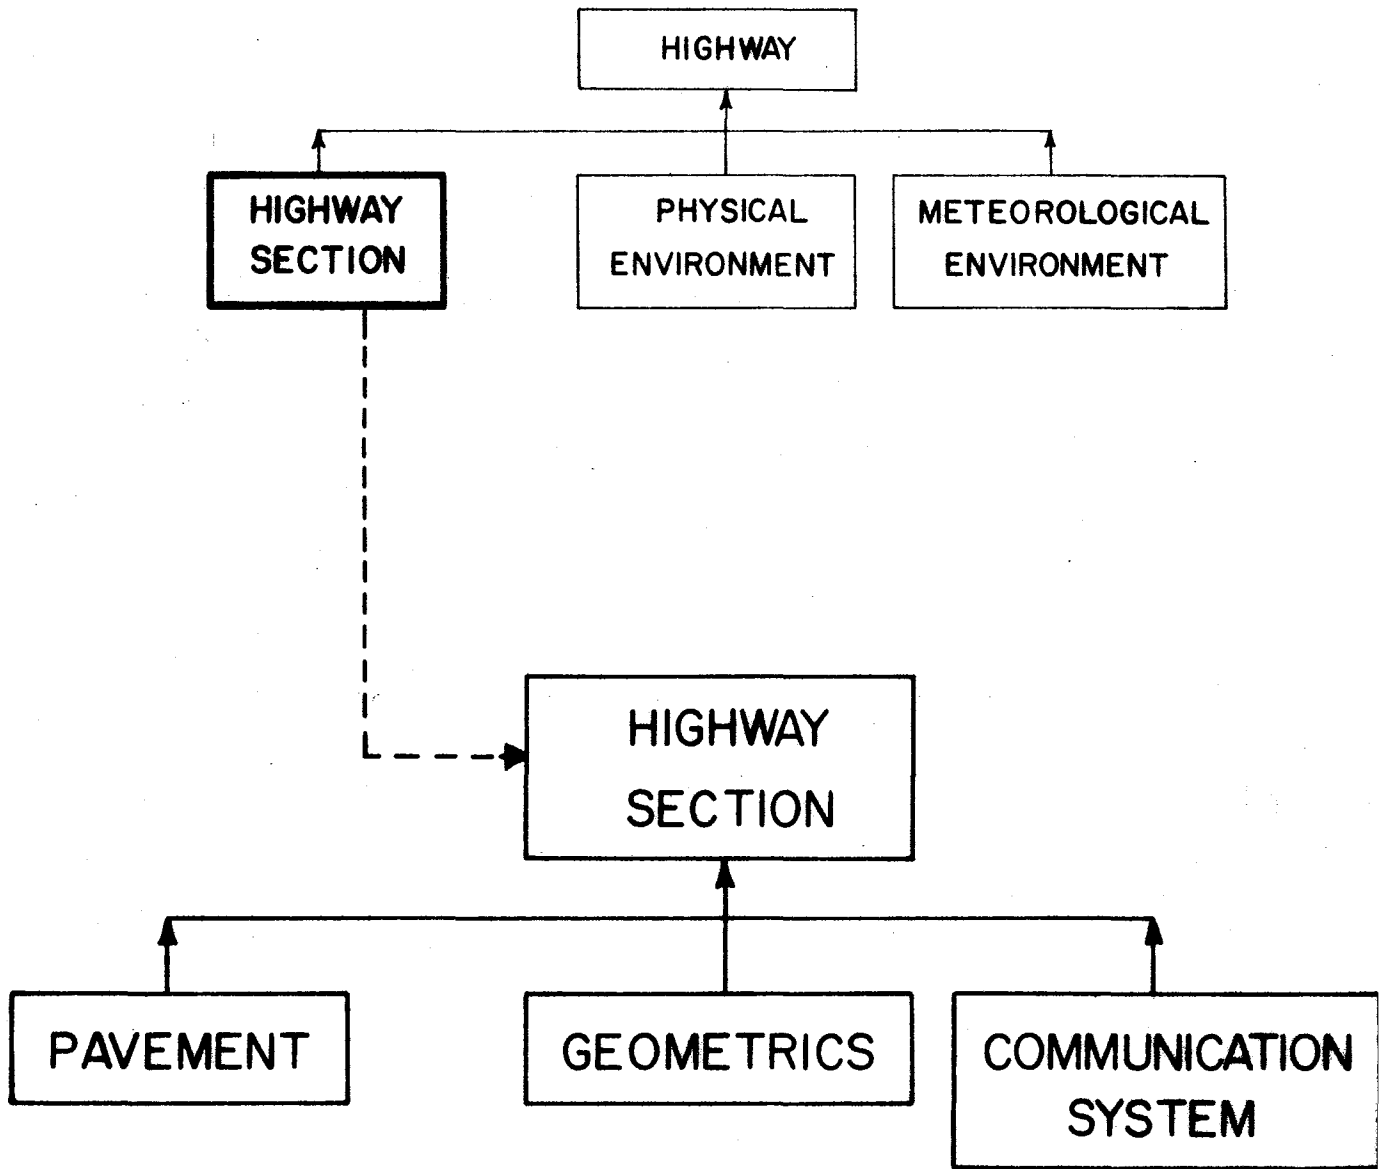 HIGHWAY
HIGHWAY
SECTION
PHYSICAL
ENVIRONMENT
METEOROLOGICAL
ENVIRONMENT
HIGHWAY
SECTION
PAVEMENT
GEOMETRICS
COMMUNICATION
SYSTEM